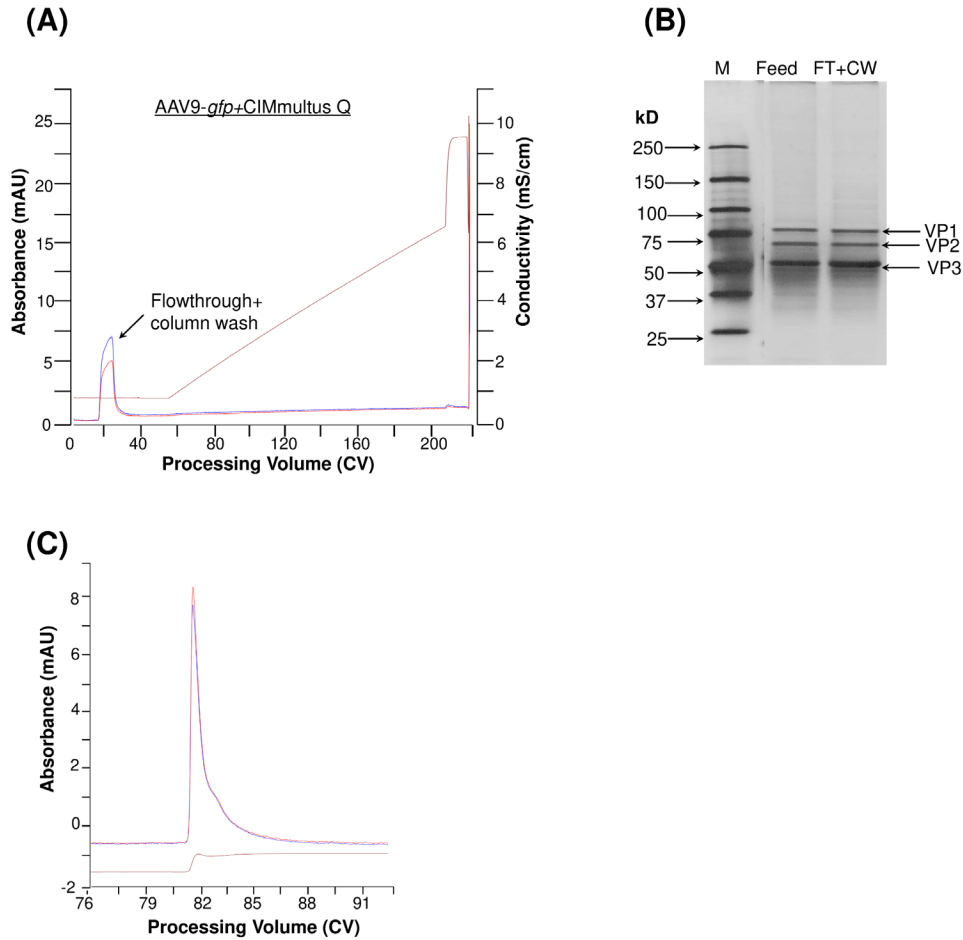 (A)
AAV9-gfp+CIMmultus Q
Absorbance (mAU)
25
20
15
10
5
0
Flowthrough+
column wash
Conductivity (mS/cm)
10
8
6
4
2
0
0 40 80 120 160 200
Processing Volume (CV)
(B)
M Feed FT+CW
kD
250
150
100
75
50
37
25
VP1
VP2
VP3
(C)
Absorbance (mAU)
8
6
4
2
0
-2
76 79 82 85 88 91
Processing Volume (CV)